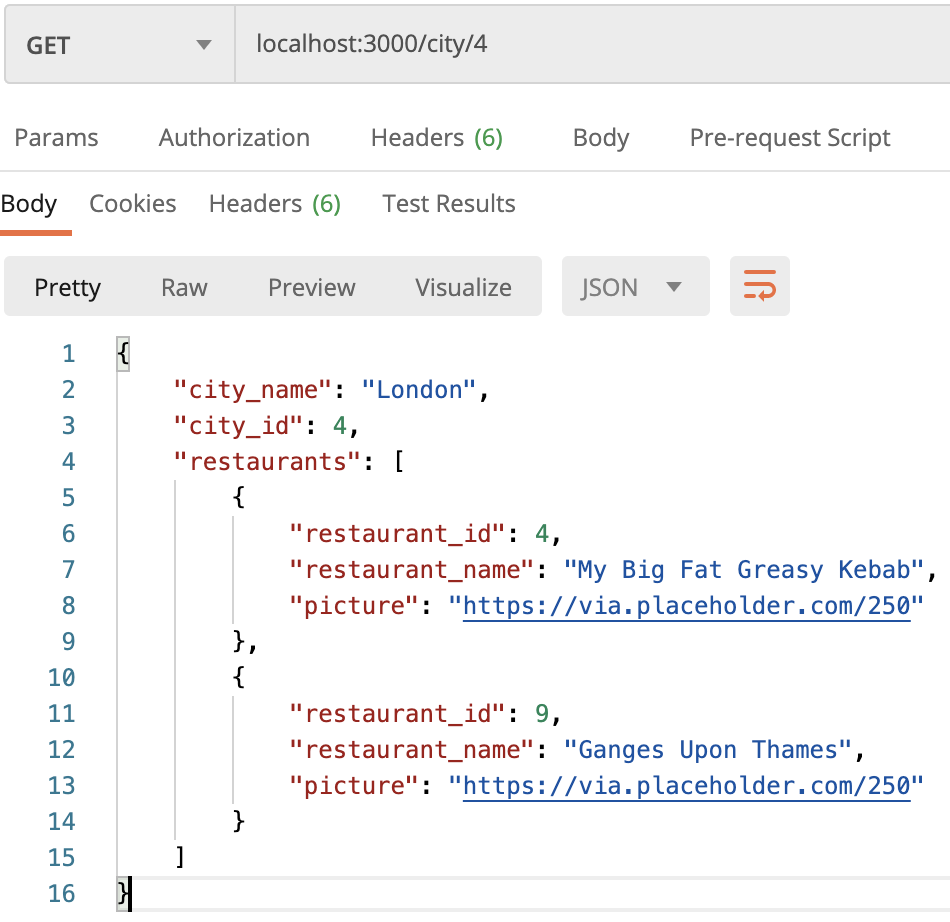 GET localhost:3000/city/4
Params Authorization Headers (6) Body Pre-request Script
Body Cookies Headers (6) Test Results
Pretty Raw Preview Visualize JSON
1 {
2 "city_name": "London",
3 "city_id": 4,
4 "restaurants": [
5 {
6 "restaurant_id": 4,
7 "restaurant_name": "My Big Fat Greasy Kebab",
8 "picture": "https://via.placeholder.com/250"
9 },
10 {
11 "restaurant_id": 9,
12 "restaurant_name": "Ganges Upon Thames",
13 "picture": "https://via.placeholder.com/250"
14 }
15 ]
16 }